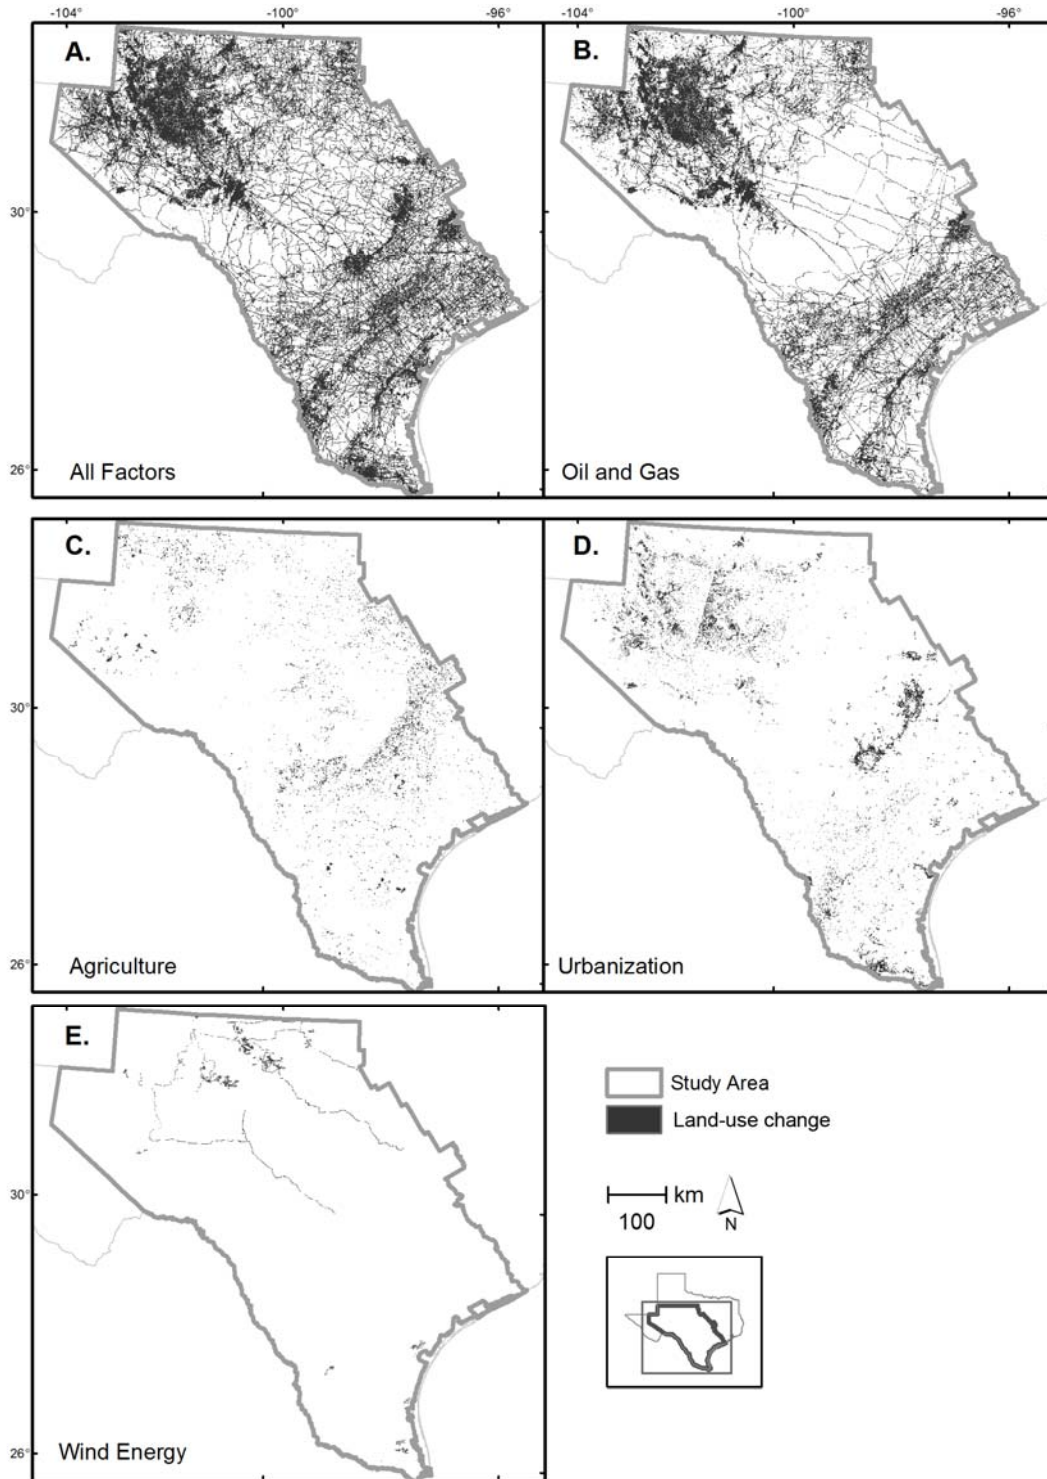 -104° -100° -96° -104° -100° -96°
A. B.
30°
26°
All Factors Oil and Gas
C. D.
30°
26°
Agriculture Urbanization
E.
Study Area
Land-use change
30°
km
100 N
26°
Wind Energy